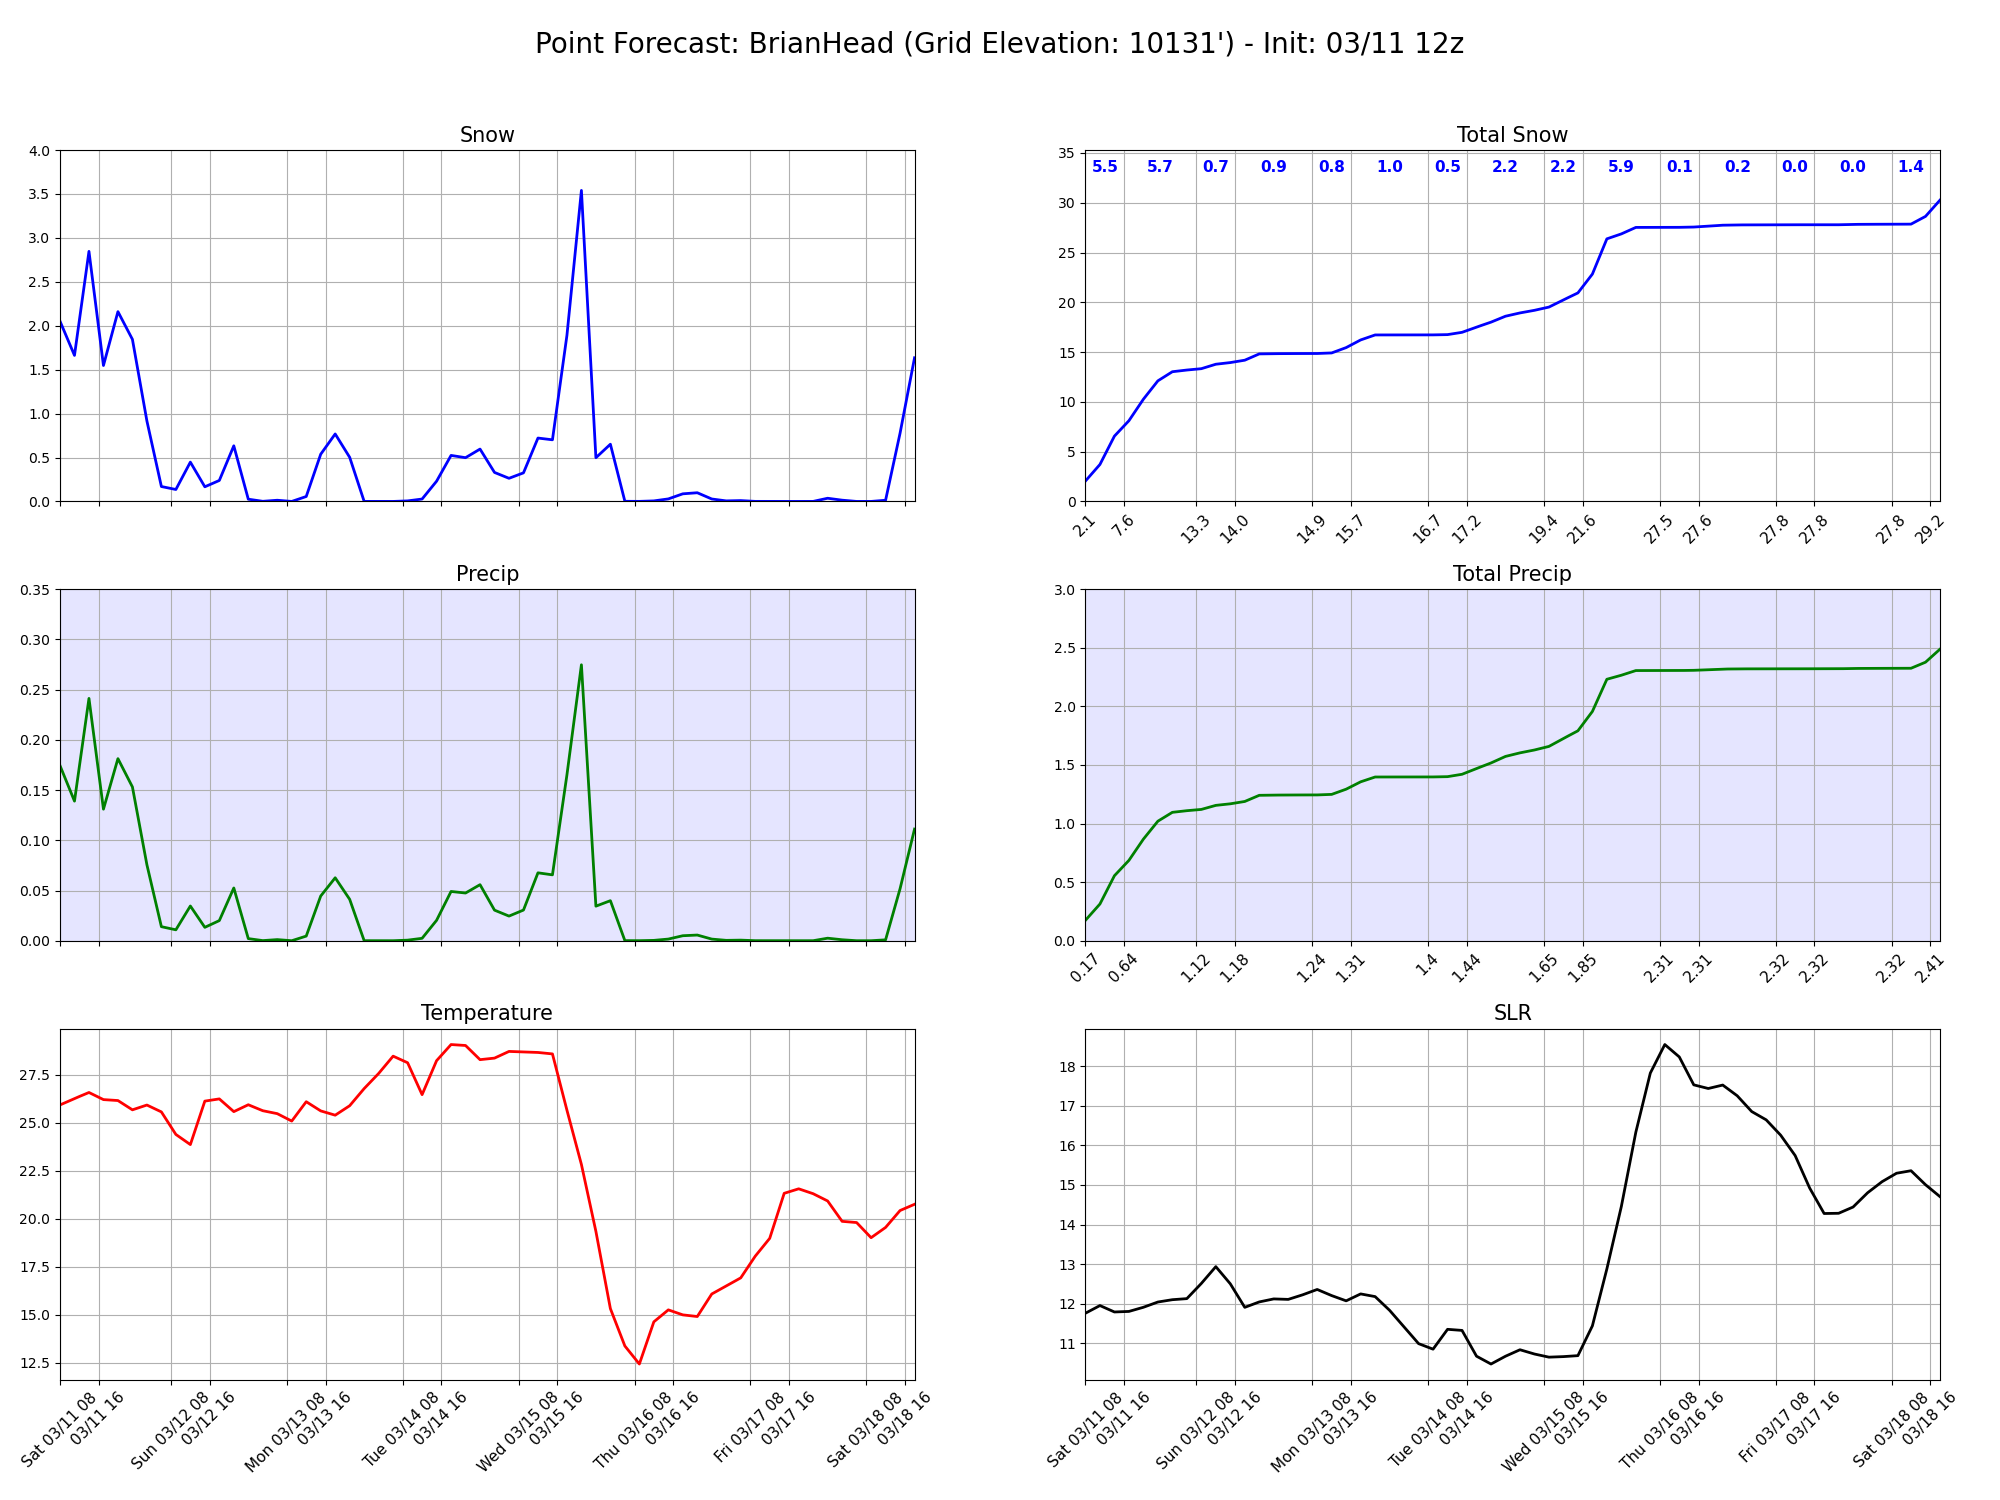 Point Forecast: BrianHead (Grid Elevation: 10131') - Init: 03/11 12z
Snow
4.0
3.5
3.0
2.5
2.0
1.5
1.0
0.5
0.0
Total Snow
35
30
25
20
15
10
5
0
5.5 5.7 0.7 0.9 0.8 1.0 0.5 2.2 2.2 5.9 0.1 0.2 0.0 0.0 1.4
2.1 7.6 13.3 14.0 14.9 15.7 16.7 17.2 19.4 21.6 27.5 27.6 27.8 27.8 27.8 29.2
Precip
0.35
0.30
0.25
0.20
0.15
0.10
0.05
0.00
Total Precip
3.0
2.5
2.0
1.5
1.0
0.5
0.0
0.17 0.64 1.12 1.18 1.24 1.31 1.4 1.44 1.65 1.85 2.31 2.31 2.32 2.32 2.32 2.41
Temperature
27.5
25.0
22.5
20.0
17.5
15.0
12.5
Sat 03/11 08
03/11 16
Sun 03/12 08
03/12 16
Mon 03/13 08
03/13 16
Tue 03/14 08
03/14 16
Wed 03/15 08
03/15 16
Thu 03/16 08
03/16 16
Fri 03/17 08
03/17 16
Sat 03/18 08
03/18 16
SLR
18
17
16
15
14
13
12
11
Sat 03/11 08
03/11 16
Sun 03/12 08
03/12 16
Mon 03/13 08
03/13 16
Tue 03/14 08
03/14 16
Wed 03/15 08
03/15 16
Thu 03/16 08
03/16 16
Fri 03/17 08
03/17 16
Sat 03/18 08
03/18 16